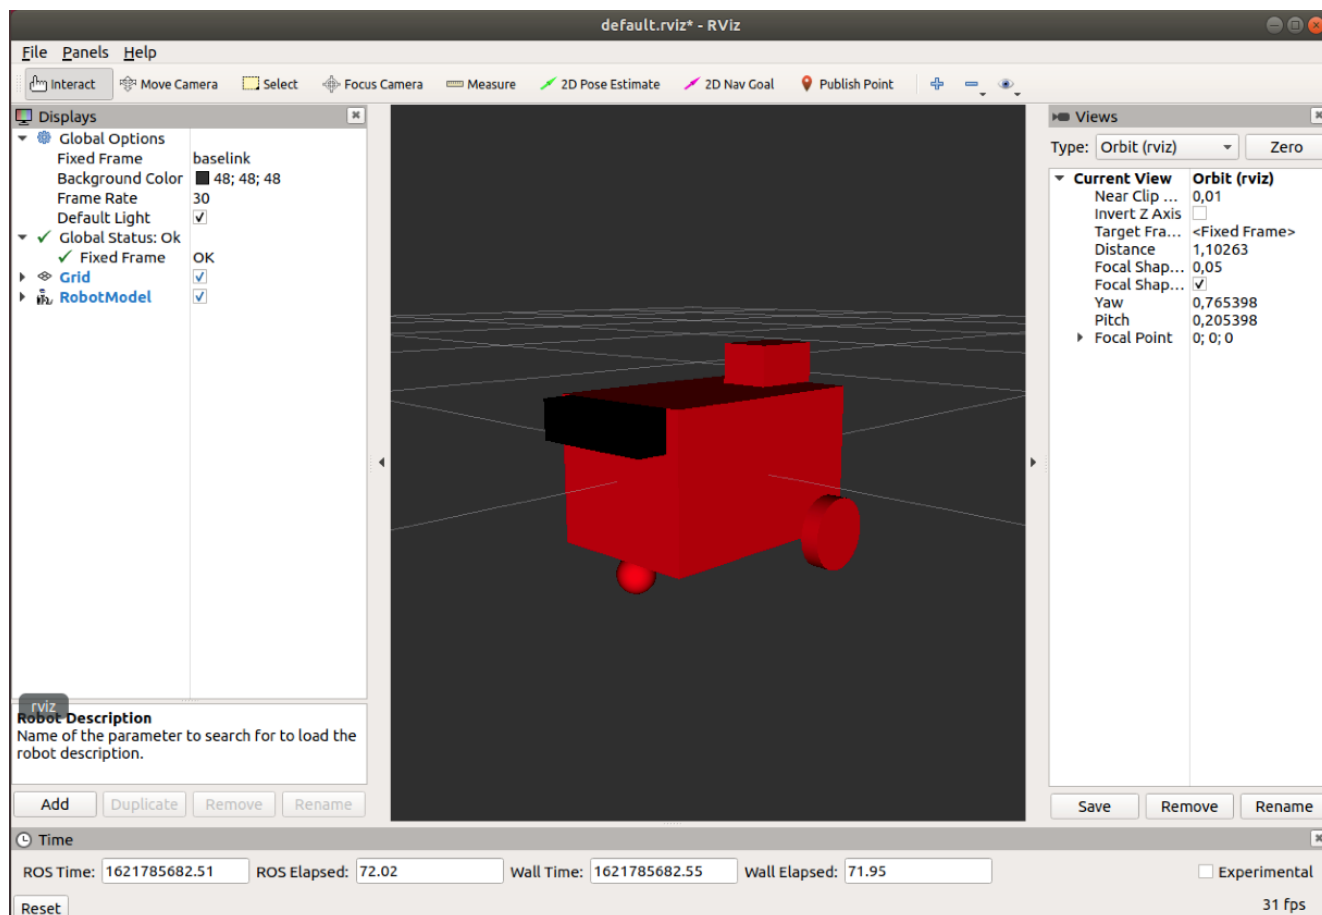 default.rviz* - RViz
File Panels Help
Interact Move Camera Select Focus Camera Measure 2D Pose Estimate 2D Nav Goal Publish Point
Displays
Global Options
Fixed Frame baselink
Background Color 48; 48; 48
Frame Rate 30
Default Light
Global Status: Ok
Fixed Frame OK
Grid
RobotModel
rviz
Robot Description
Name of the parameter to search for to load the
robot description.
Add Duplicate Remove Rename
Views
Type: Orbit (rviz) Zero
Current View Orbit (rviz)
Near Clip ... 0,01
Invert Z Axis
Target Fra... <Fixed Frame>
Distance 1,10263
Focal Shap... 0,05
Focal Shap...
Yaw 0,765398
Pitch 0,205398
Focal Point 0; 0; 0
Save Remove Rename
Time
ROS Time: 1621785682.51 ROS Elapsed: 72.02 Wall Time: 1621785682.55 Wall Elapsed: 71.95 Experimental
Reset 31 fps